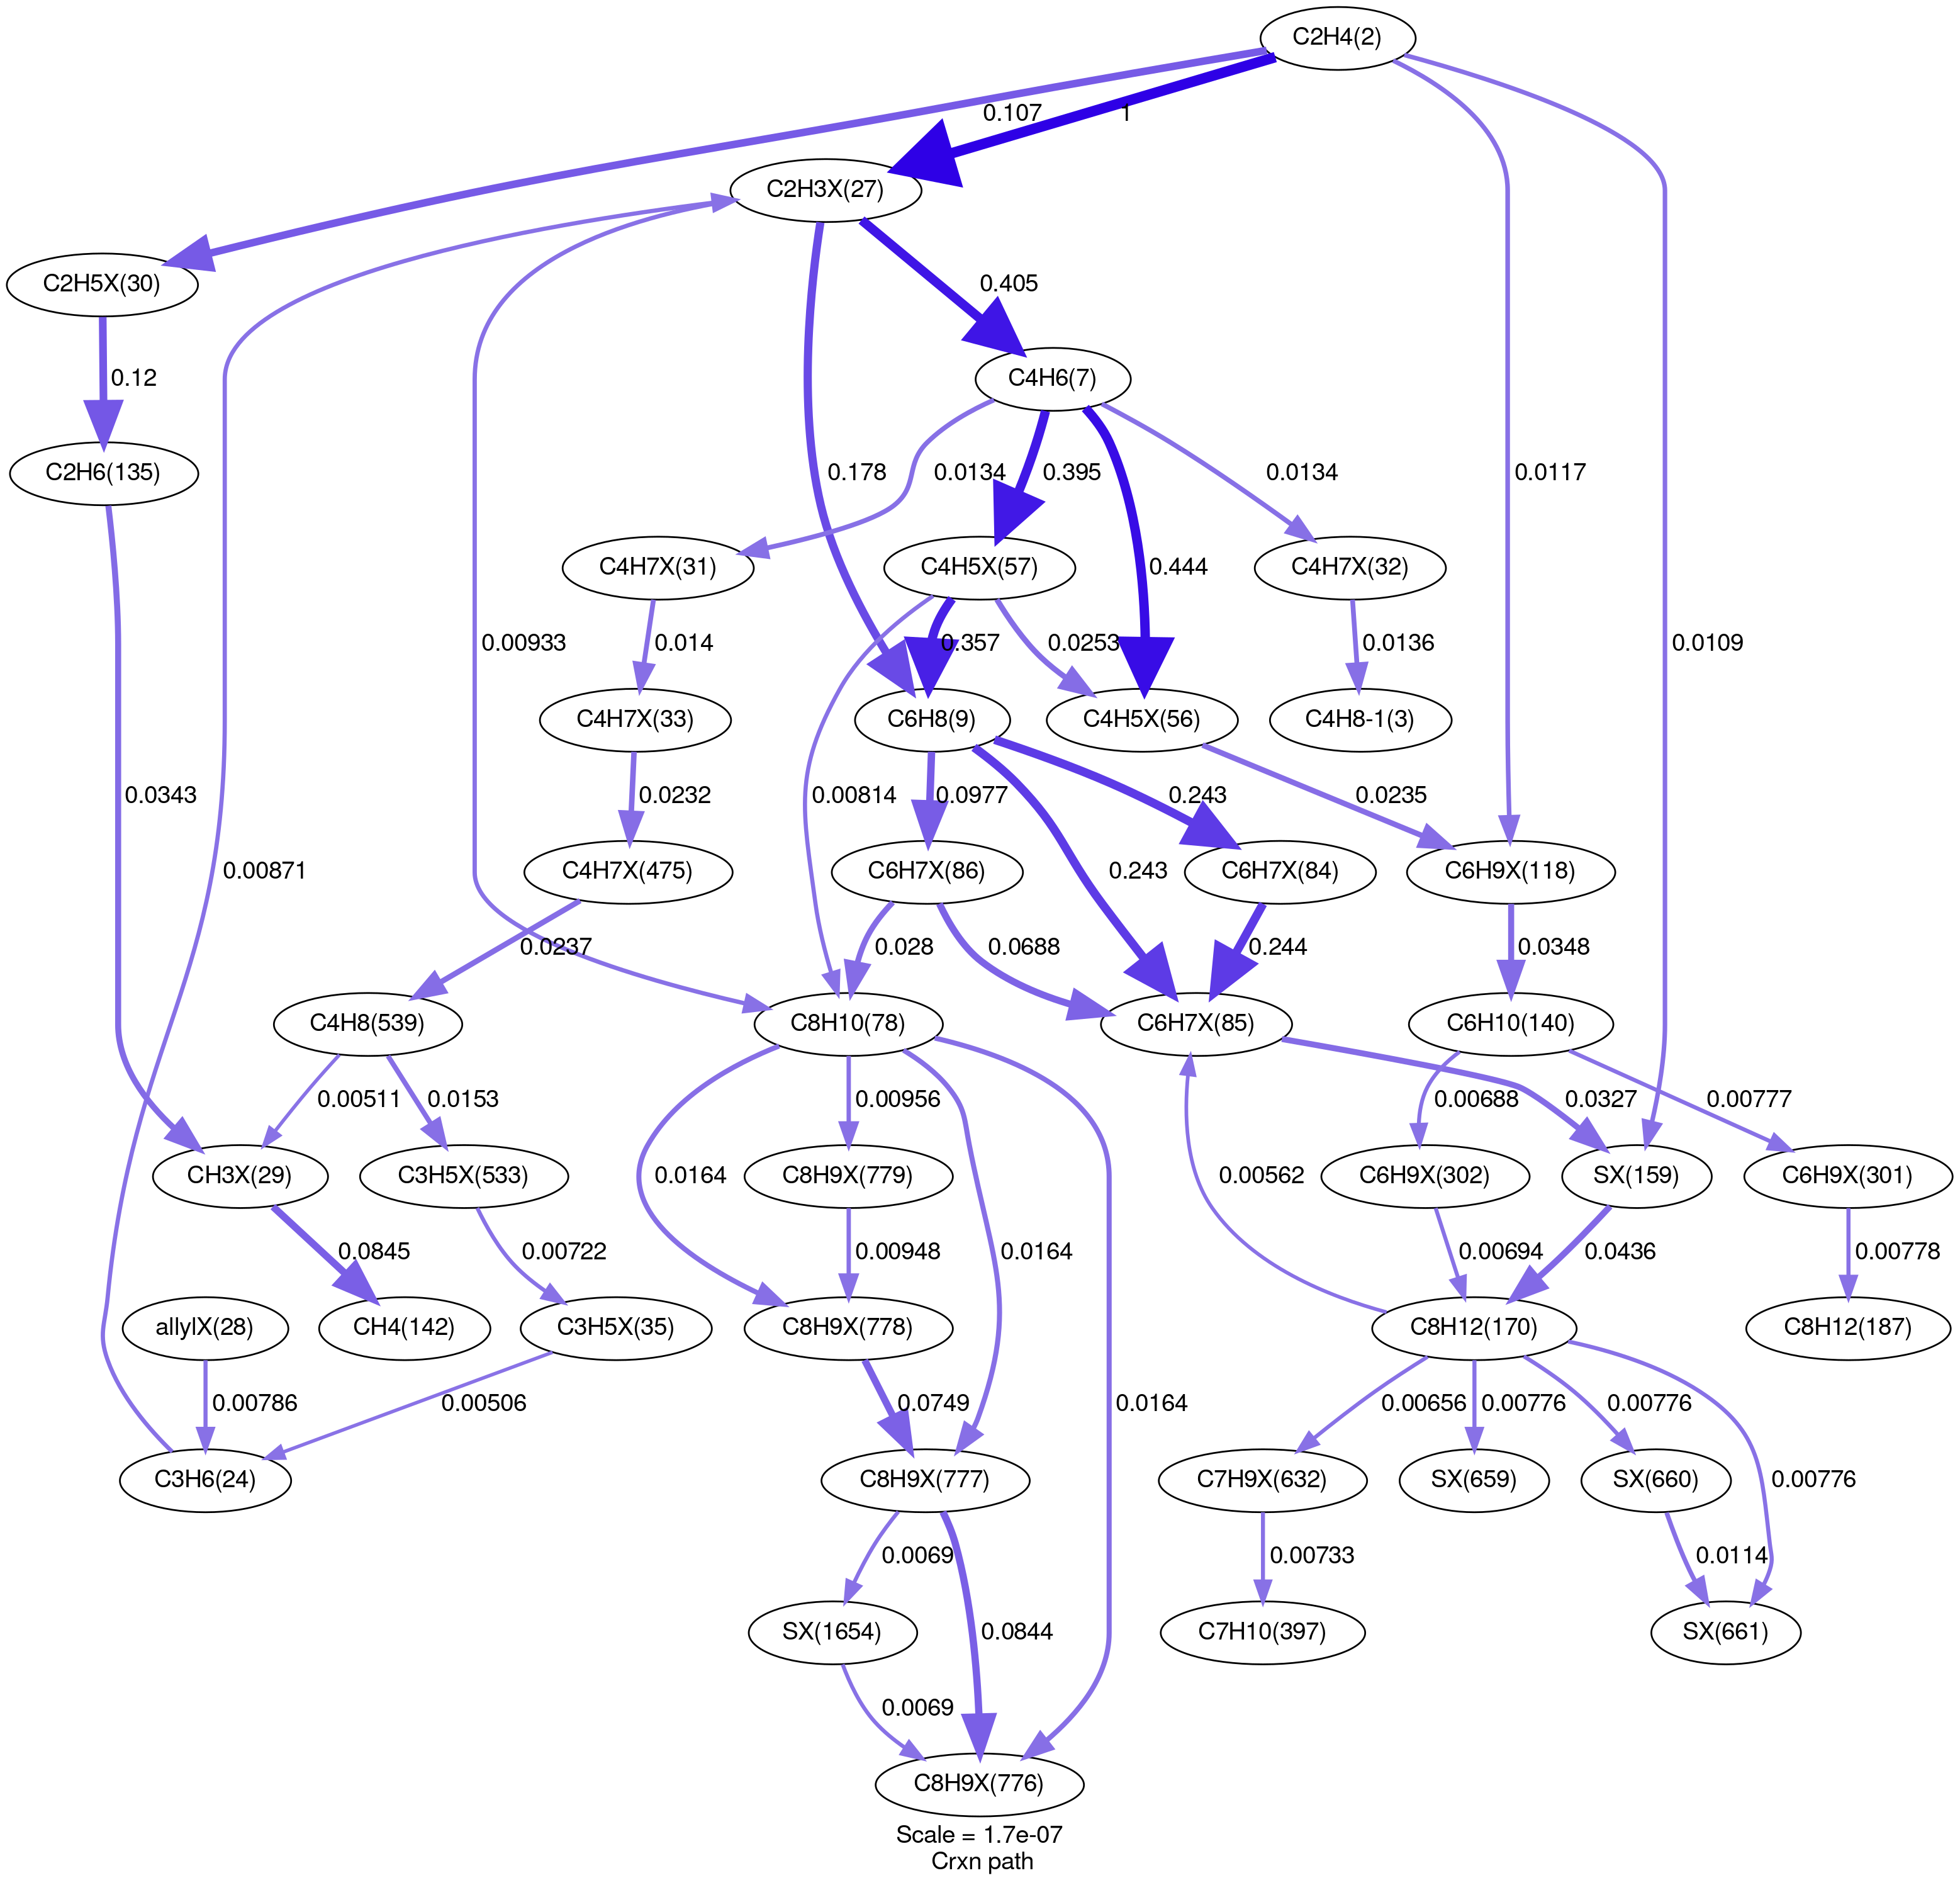 C2H4(2)
0.107
1
C2H3X(27)
C2H5X(30)
0.405
0.12
C4H6(7)
C2H6(135)
0.178
0.0134
0.395
0.0134
0.0117
C4H7X(31)
C4H5X(57)
0.444
C4H7X(32)
0.00933
0.014
0.357
0.0253
0.0136
0.0109
C4H7X(33)
C6H8(9)
C4H5X(56)
C4H8-1(3)
0.0343
0.0232
0.00814
0.0977
0.243
0.0235
0.00871
C4H7X(475)
C6H7X(86)
0.243
C6H7X(84)
C6H9X(118)
0.0237
0.028
0.0688
0.244
0.0348
C4H8(539)
C8H10(78)
C6H7X(85)
C6H10(140)
0.00511
0.0153
0.00956
0.0327
0.00688
0.00777
CH3X(29)
C3H5X(533)
0.0164
C8H9X(779)
0.00562
C6H9X(302)
SX(159)
C6H9X(301)
0.0845
0.00722
0.00948
0.0164
0.00694
0.0436
0.00778
allylX(28)
CH4(142)
C3H5X(35)
C8H9X(778)
C8H12(170)
C8H12(187)
0.00786
0.00506
0.0749
0.0164
0.00656
0.00776
0.00776
C3H6(24)
C8H9X(777)
C7H9X(632)
SX(659)
SX(660)
0.00776
0.0069
0.00733
0.0114
SX(1654)
0.0844
C7H10(397)
SX(661)
0.0069
C8H9X(776)
Scale = 1.7e-07
Crxn path